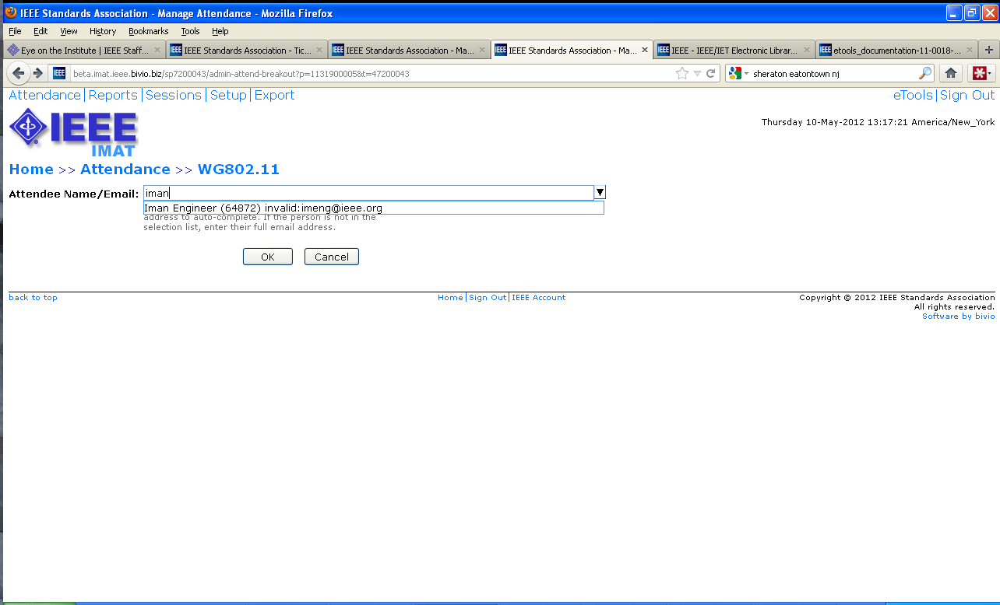 IEEE Standards Association - Manage Attendance - Mozilla Firefox
File Edit View History Bookmarks Tools Help
Eye on the Institute | IEEE Staff... IEEE Standards Association - Tic... IEEE Standards Association - Ma... IEEE Standards Association - Ma... IEEE - IEEE/IET Electronic Librar... etools_documentation-11-0018-...
beta.imat.ieee.bivio.biz/sp7200043/admin-attend-breakout?p=1131900005&t=47200043 sheraton eatontown nj
Attendance | Reports | Sessions | Setup | Export eTools | Sign Out
IEEE
IMAT
Thursday 10-May-2012 13:17:21 America/New_York
Home >> Attendance >> WG802.11
Attendee Name/Email: iman
Iman Engineer (64872) invalid:imeng@ieee.org
address to auto-complete. If the person is not in the
selection list, enter their full email address.
OK Cancel
back to top Home | Sign Out | IEEE Account Copyright © 2012 IEEE Standards Association
All rights reserved.
Software by bivio